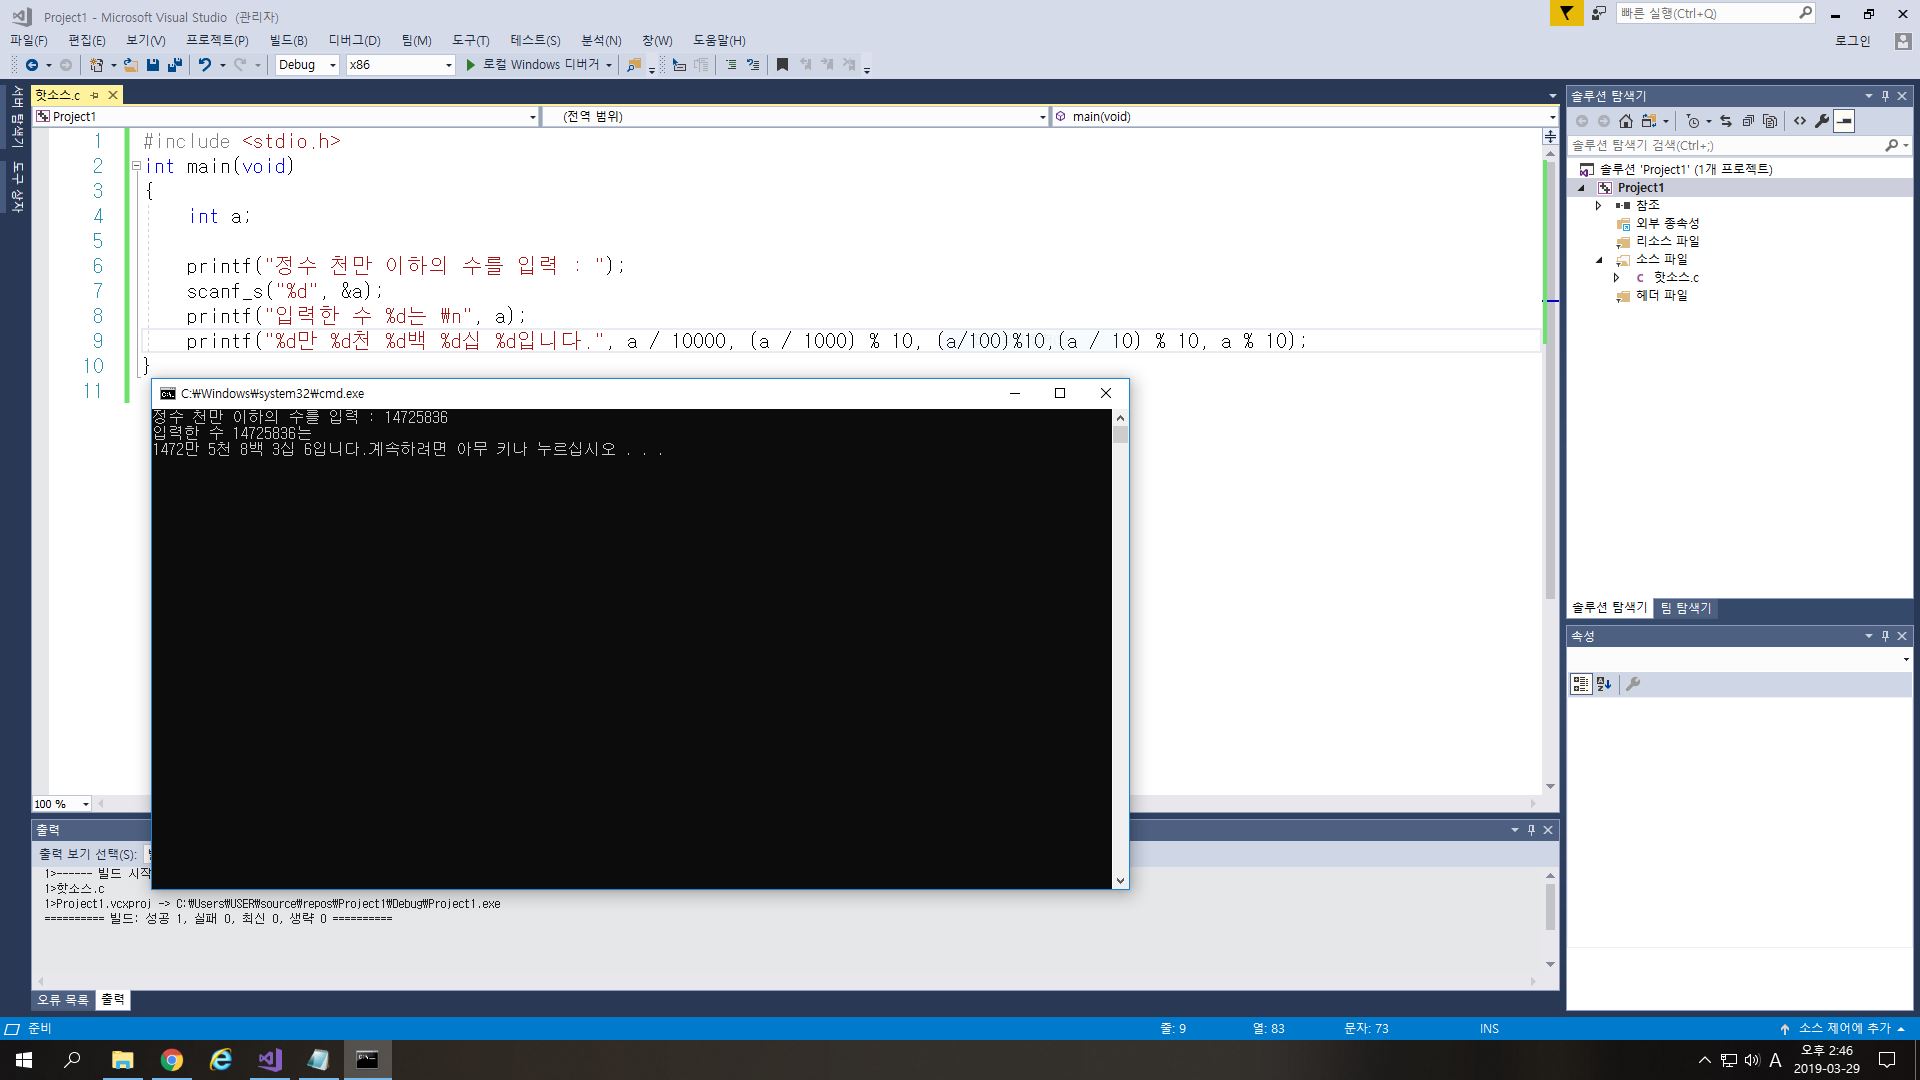 Project1 - Microsoft Visual Studio (관리자)
빠른 실행(Ctrl+Q)
파일(F) 편집(E) 보기(V) 프로젝트(P) 빌드(B) 디버그(D) 팀(M) 도구(T) 테스트(S) 분석(N) 창(W) 도움말(H)
로그인
Debug x86 로컬 Windows 디버거
서버 탐색기
도구 상자
핫소스.c
Project1 (전역 범위) main(void)
1 #include <stdio.h>
2 int main(void)
3 {
4 int a;
5
6 printf("정수 천만 이하의 수를 입력 : ");
7 scanf_s("%d", &a);
8 printf("입력한 수 %d는 ₩n", a);
9 printf("%d만 %d천 %d백 %d십 %d입니다.", a / 10000, (a / 1000) % 10, (a/100)%10,(a / 10) % 10, a % 10);
10 }
11
C:₩Windows₩system32₩cmd.exe
정수 천만 이하의 수를 입력 : 14725836
입력한 수 14725836는
1472만 5천 8백 3십 6입니다.계속하려면 아무 키나 누르십시오 . . .
100 %
출력
출력 보기 선택(S):
1>------ 빌드 시작
1>핫소스.c
1>Project1.vcxproj -> C:₩Users₩USER₩source₩repos₩Project1₩Debug₩Project1.exe
========== 빌드: 성공 1, 실패 0, 최신 0, 생략 0 ==========
오류 목록 출력
솔루션 탐색기
솔루션 탐색기 검색(Ctrl+;)
솔루션 'Project1' (1개 프로젝트)
Project1
참조
외부 종속성
리소스 파일
소스 파일
핫소스.c
헤더 파일
솔루션 탐색기 팀 탐색기
속성
준비 줄: 9 열: 83 문자: 73 INS 소스 제어에 추가
A 오후 2:46
2019-03-29